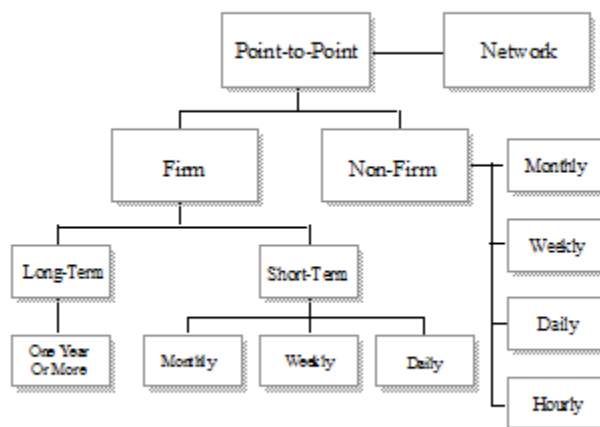 Point-to-Point
Network
Firm
Non-Firm
Monthly
Weekly
Daily
Hourly
Long-Term
Short-Term
One Year
Or More
Monthly
Weekly
Daily